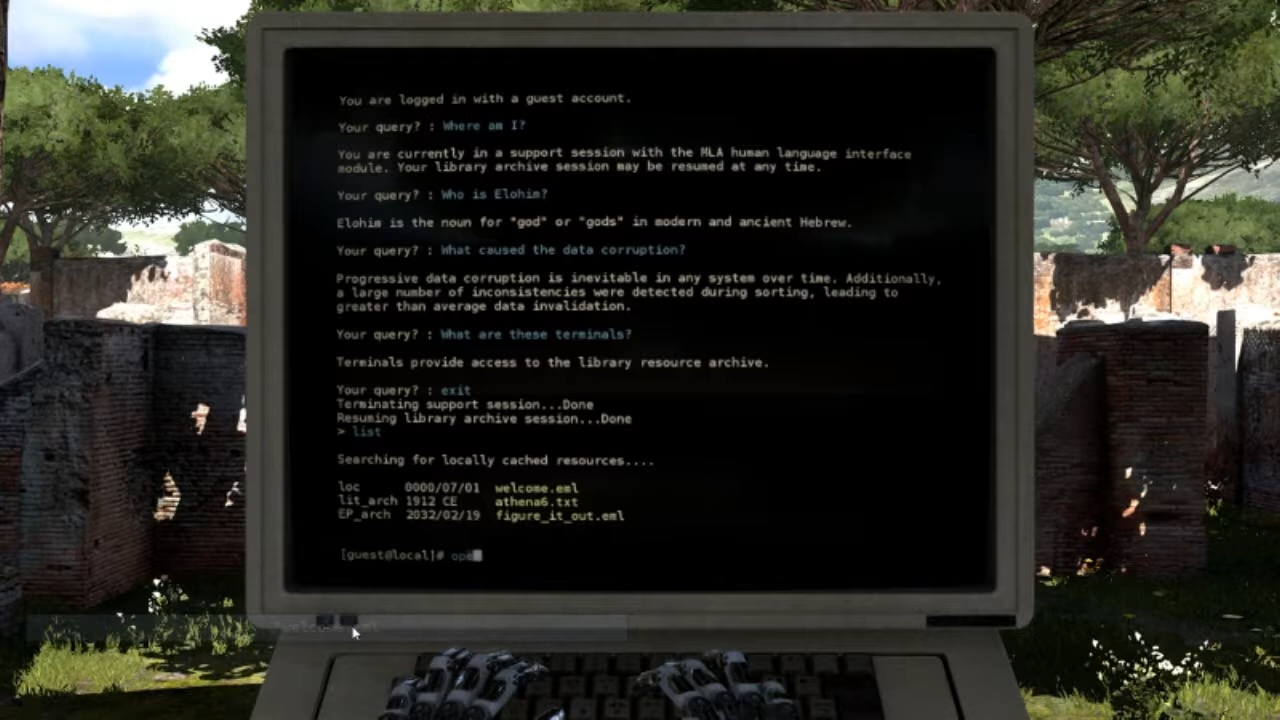 You are logged in with a guest account.
Your query? : Where am I?
You are currently in a support session with the MLA human language interface
module. Your library archive session may be resumed at any time.
Your query? : Who is Elohim?
Elohim is the noun for "god" or "gods" in modern and ancient Hebrew.
Your query? : What caused the data corruption?
Progressive data corruption is inevitable in any system over time. Additionally,
a large number of inconsistencies were detected during sorting, leading to
greater than average data invalidation.
Your query? : What are these terminals?
Terminals provide access to the library resource archive.
Your query? : exit
Terminating support session...Done
Resuming library archive session...Done
> list
Searching for locally cached resources....
loc 0000/07/01 welcome.eml
lit_arch 1912 CE athena6.txt
EP_arch 2032/02/19 figure_it_out.eml
[guest@local]# ope